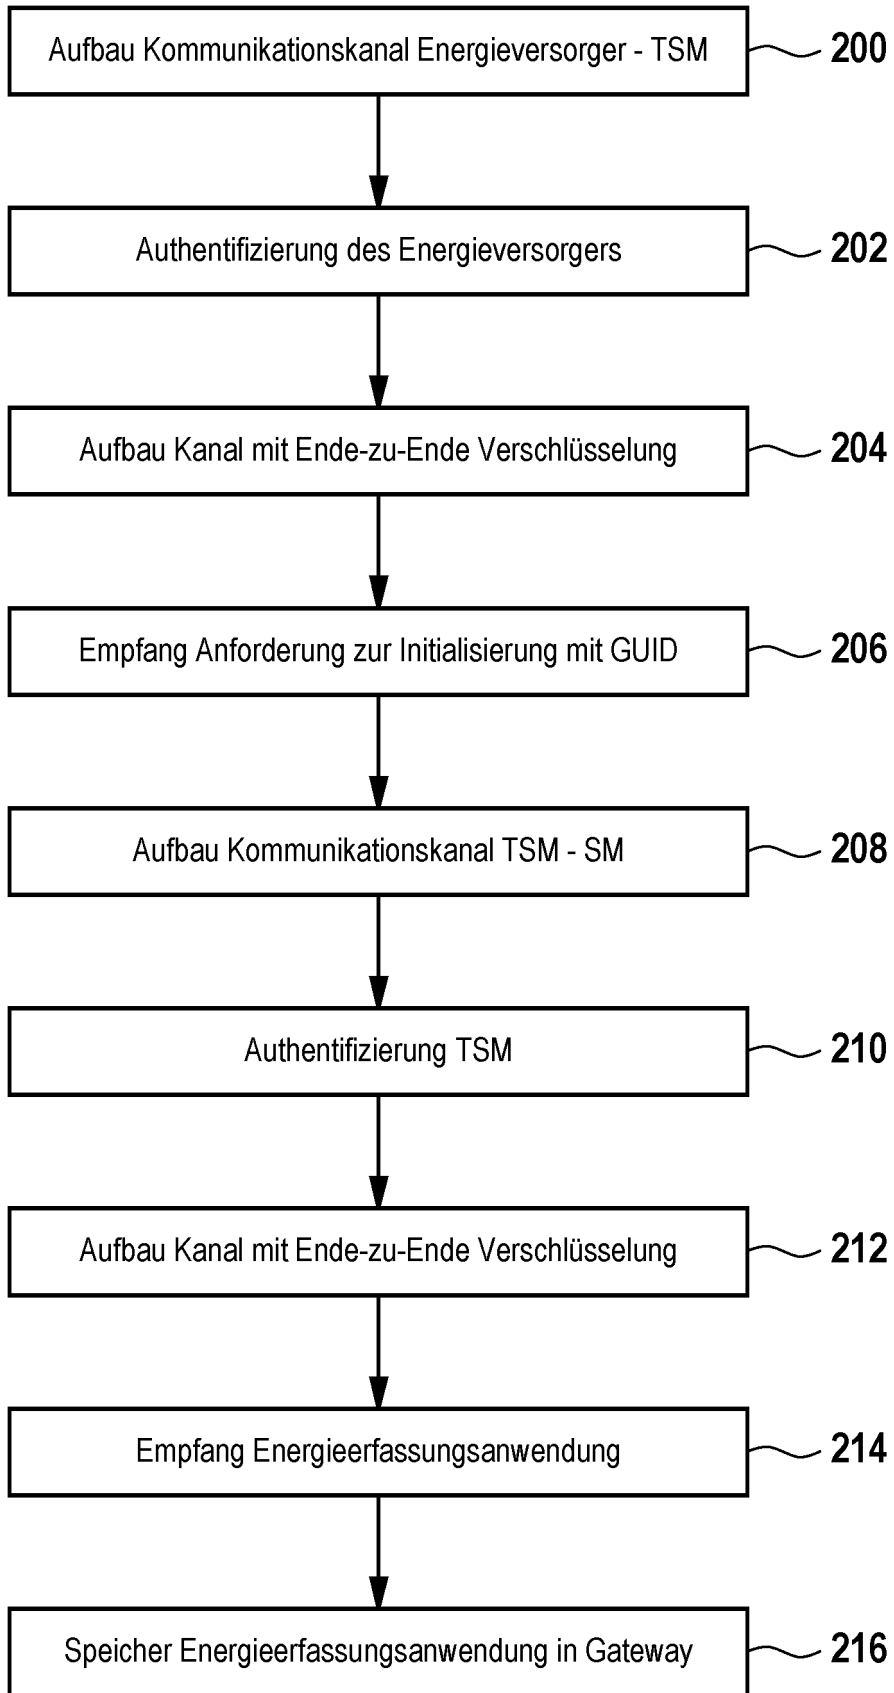 Aufbau Kommunikationskanal Energieversorger - TSM 200
Authentifizierung des Energieversorgers 202
Aufbau Kanal mit Ende-zu-Ende Verschlüsselung 204
Empfang Anforderung zur Initialisierung mit GUID 206
Aufbau Kommunikationskanal TSM - SM 208
Authentifizierung TSM 210
Aufbau Kanal mit Ende-zu-Ende Verschlüsselung 212
Empfang Energieerfassungsanwendung 214
Speicher Energieerfassungsanwendung in Gateway 216